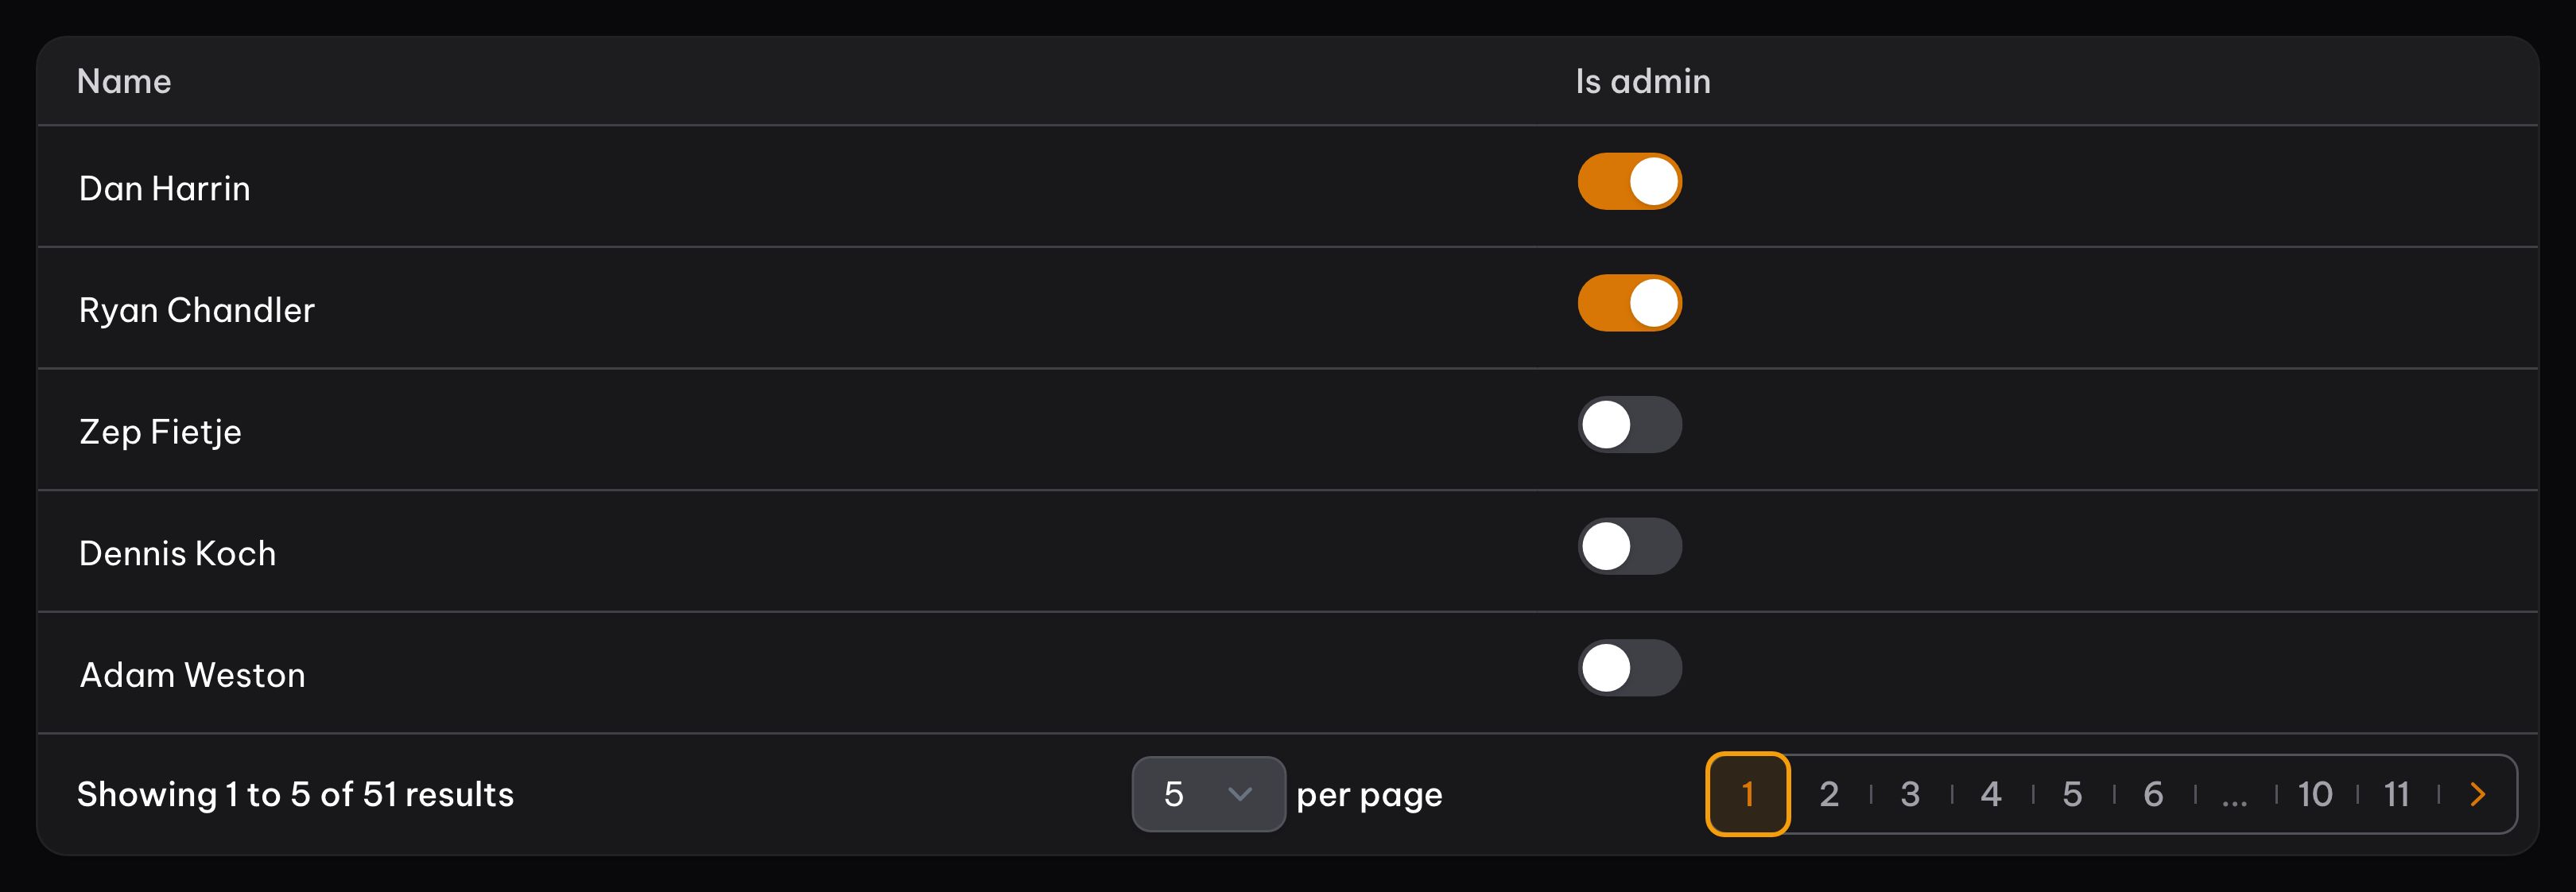 Name Is admin
Dan Harrin
Ryan Chandler
Zep Fietje
Dennis Koch
Adam Weston
Showing 1 to 5 of 51 results 5 per page 1 2 3 4 5 6 ... 10 11